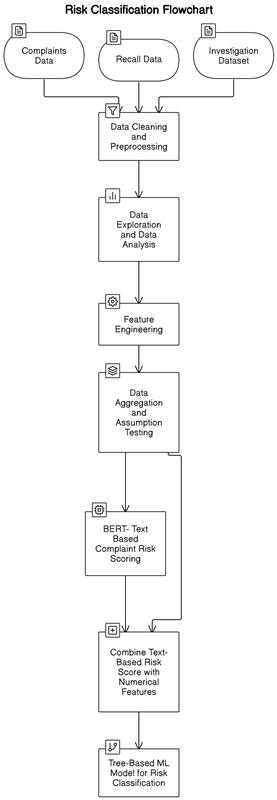 Risk Classification Flowchart
Complaints
Data
Recall Data
Investigation
Dataset
Data Cleaning
and
Preprocessing
Data
Exploration
and Data
Analysis
Feature
Engineering
Data
Aggregation
and
Assumption
Testing
BERT- Text
Based
Complaint Risk
Scoring
Combine Text-
Based Risk
Score with
Numerical
Features
Tree-Based ML
Model for Risk
Classification